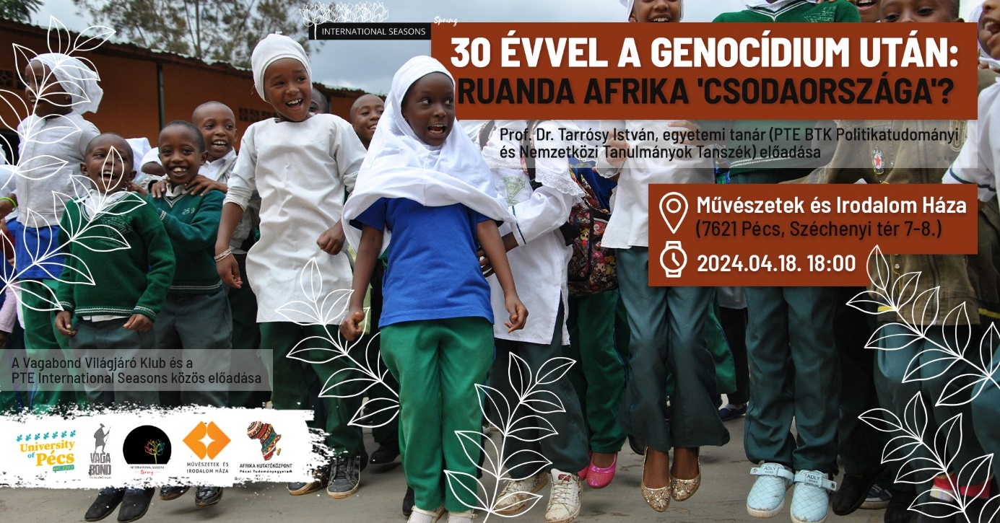 Spring
INTERNATIONAL SEASONS
30 ÉVVEL A GENOCÍDIUM UTÁN:
RUANDA AFRIKA 'CSODAORSZÁGA'?
Prof. Dr. Tarrósy István, egyetemi tanár (PTE BTK Politikatudományi
és Nemzetközi Tanulmányok Tanszék) előadása
Művészetek és Irodalom Háza
(7621 Pécs, Széchenyi tér 7-8.)
2024.04.18. 18:00
A Vagabond Világjáró Klub és a
PTE International Seasons közös előadása
University
of Pécs
est. 1367
VAGA
BOND
VILÁGJÁRÓ KLUB
INTERNATIONAL SEASONS
Spring
MŰVÉSZETEK ÉS
IRODALOM HÁZA
AFRIKA KUTATÓKÖZPONT
Pécsi Tudományegyetem
ADLY
ADLY